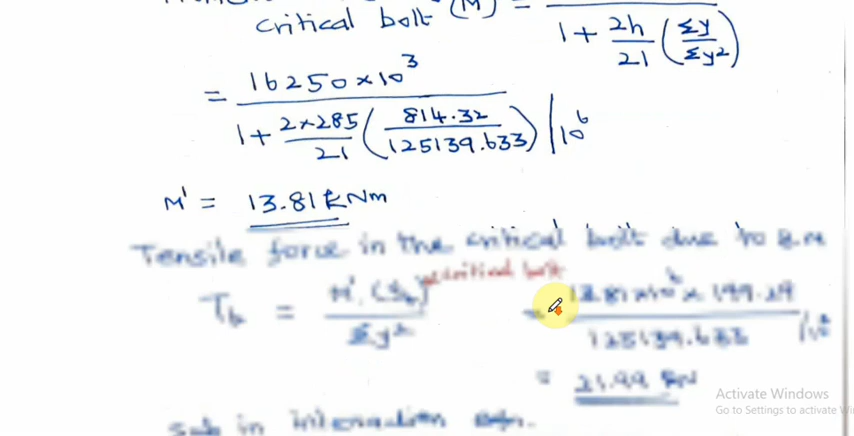 critical bolt (M) =
1 + 2h/21 (Σy/Σy²)
= 16250×10³ / 1 + 2×285/21 (814.32/125139.633) / 10⁶
M' = 13.81 kNm
Tensile force in the critical bolt due to B.M
critical bolt
Tb = M' / Σy² = 13.81×10⁶ × 199.29 / 125139.633
= 21.99 kN
Sub in interaction eqn.
Activate Windows
Go to Settings to activate Wi